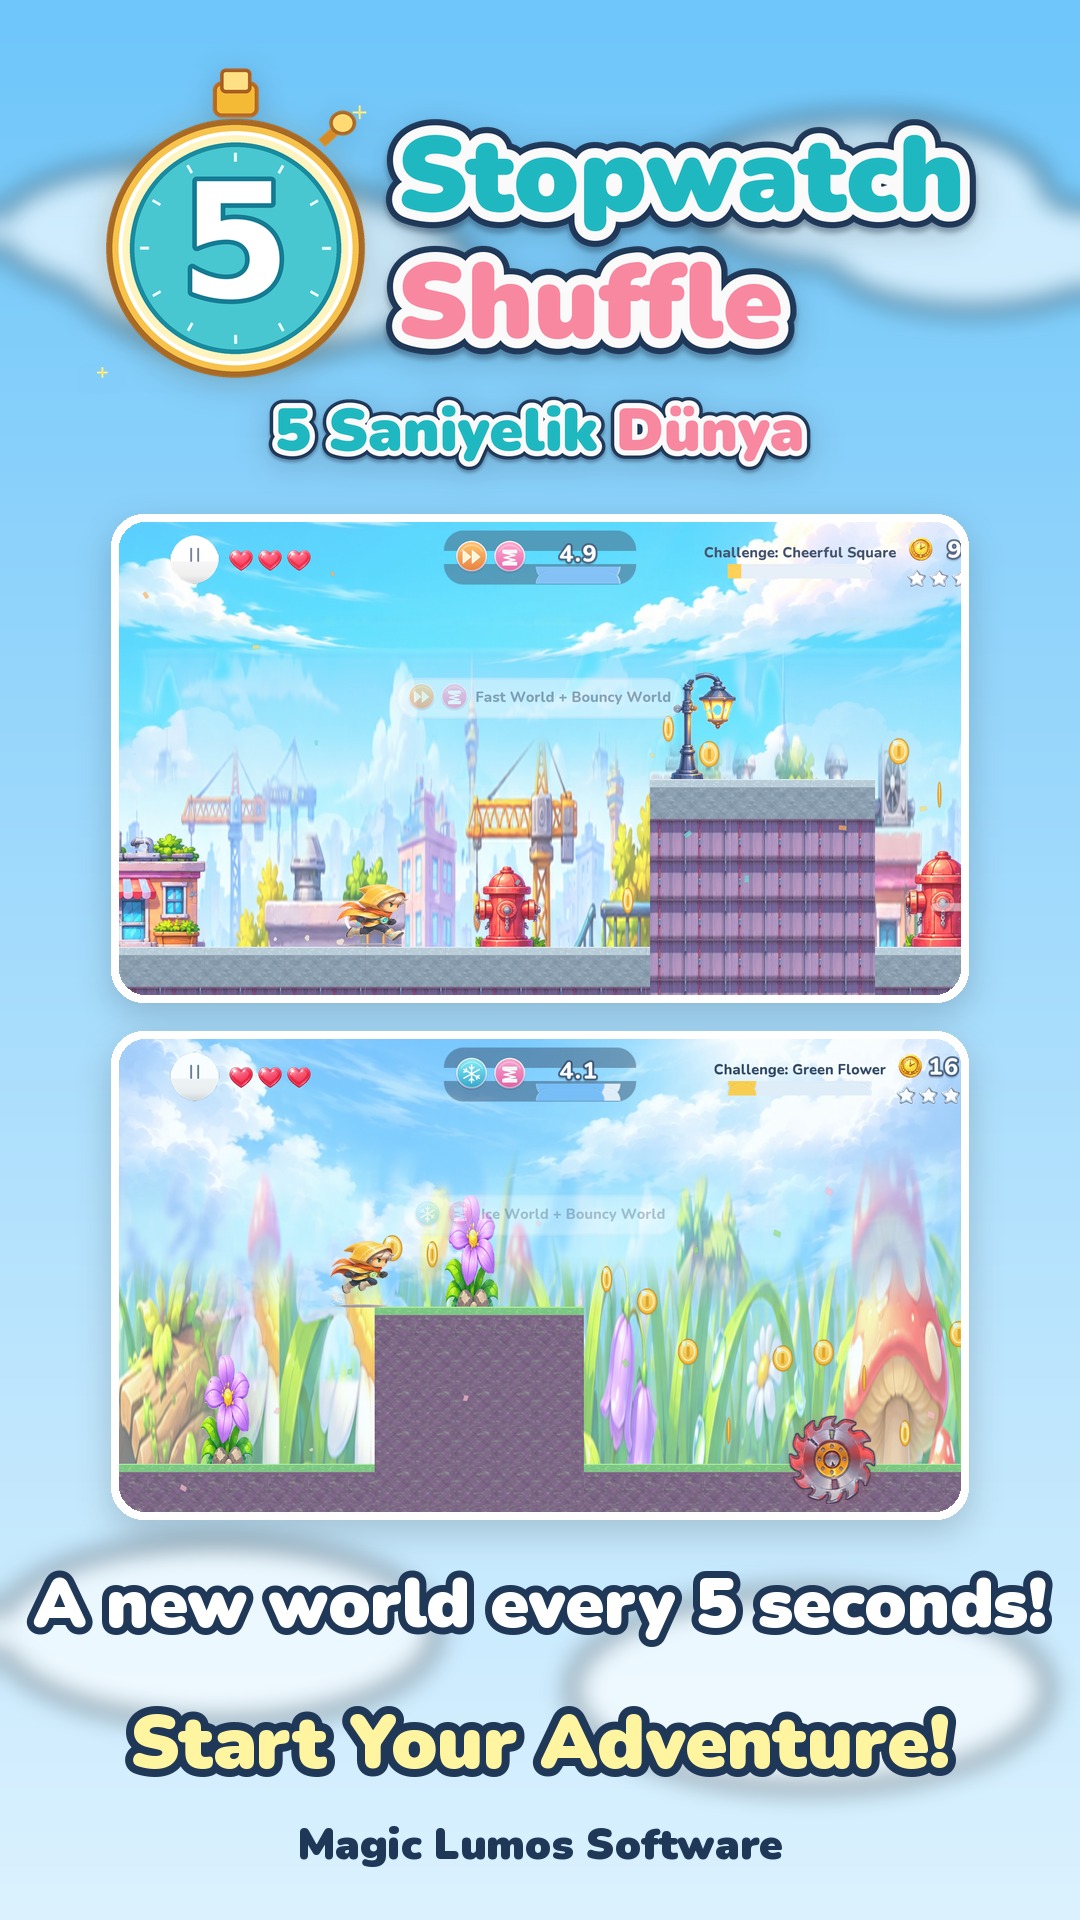 5
Stopwatch
Shuffle
5 Saniyelik Dünya
4.9
Challenge: Cheerful Square
9
Fast World + Bouncy World
4.1
Challenge: Green Flower
16
Ice World + Bouncy World
A new world every 5 seconds!
Start Your Adventure!
Magic Lumos Software